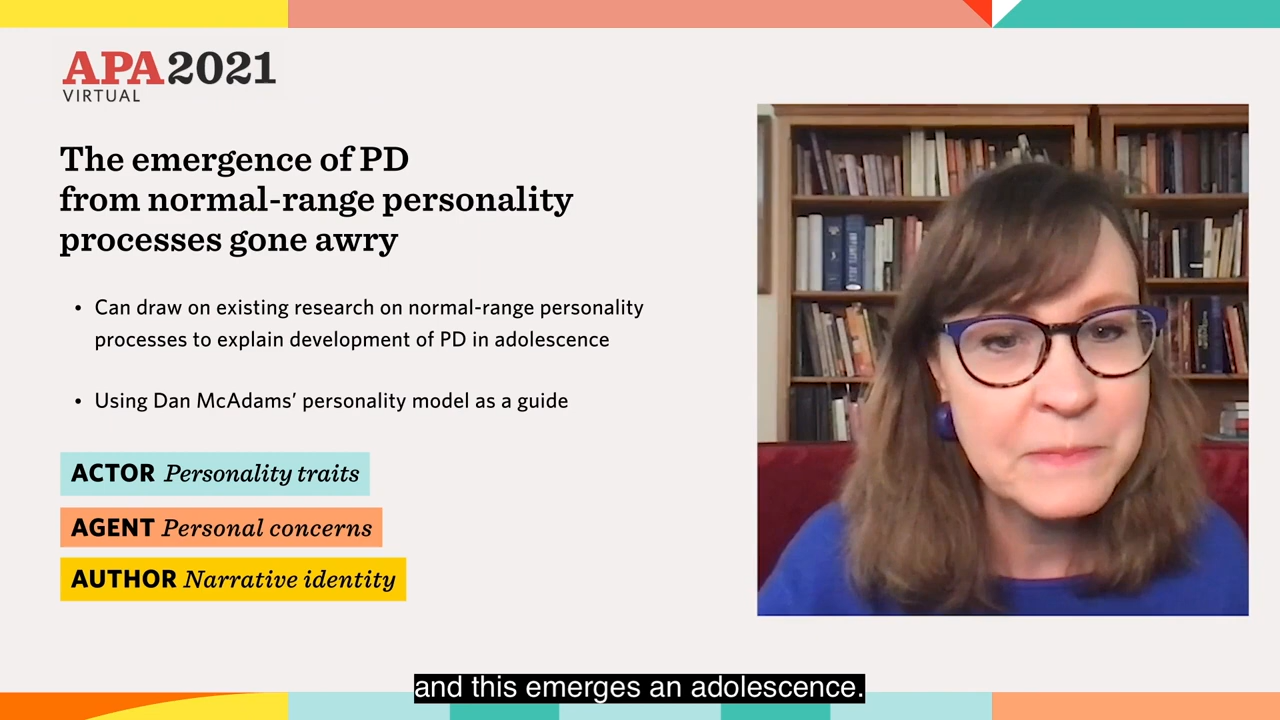 APA2021
VIRTUAL
The emergence of PD
from normal-range personality
processes gone awry
• Can draw on existing research on normal-range personality
processes to explain development of PD in adolescence
• Using Dan McAdams’ personality model as a guide
ACTOR Personality traits
AGENT Personal concerns
AUTHOR Narrative identity
and this emerges an adolescence.